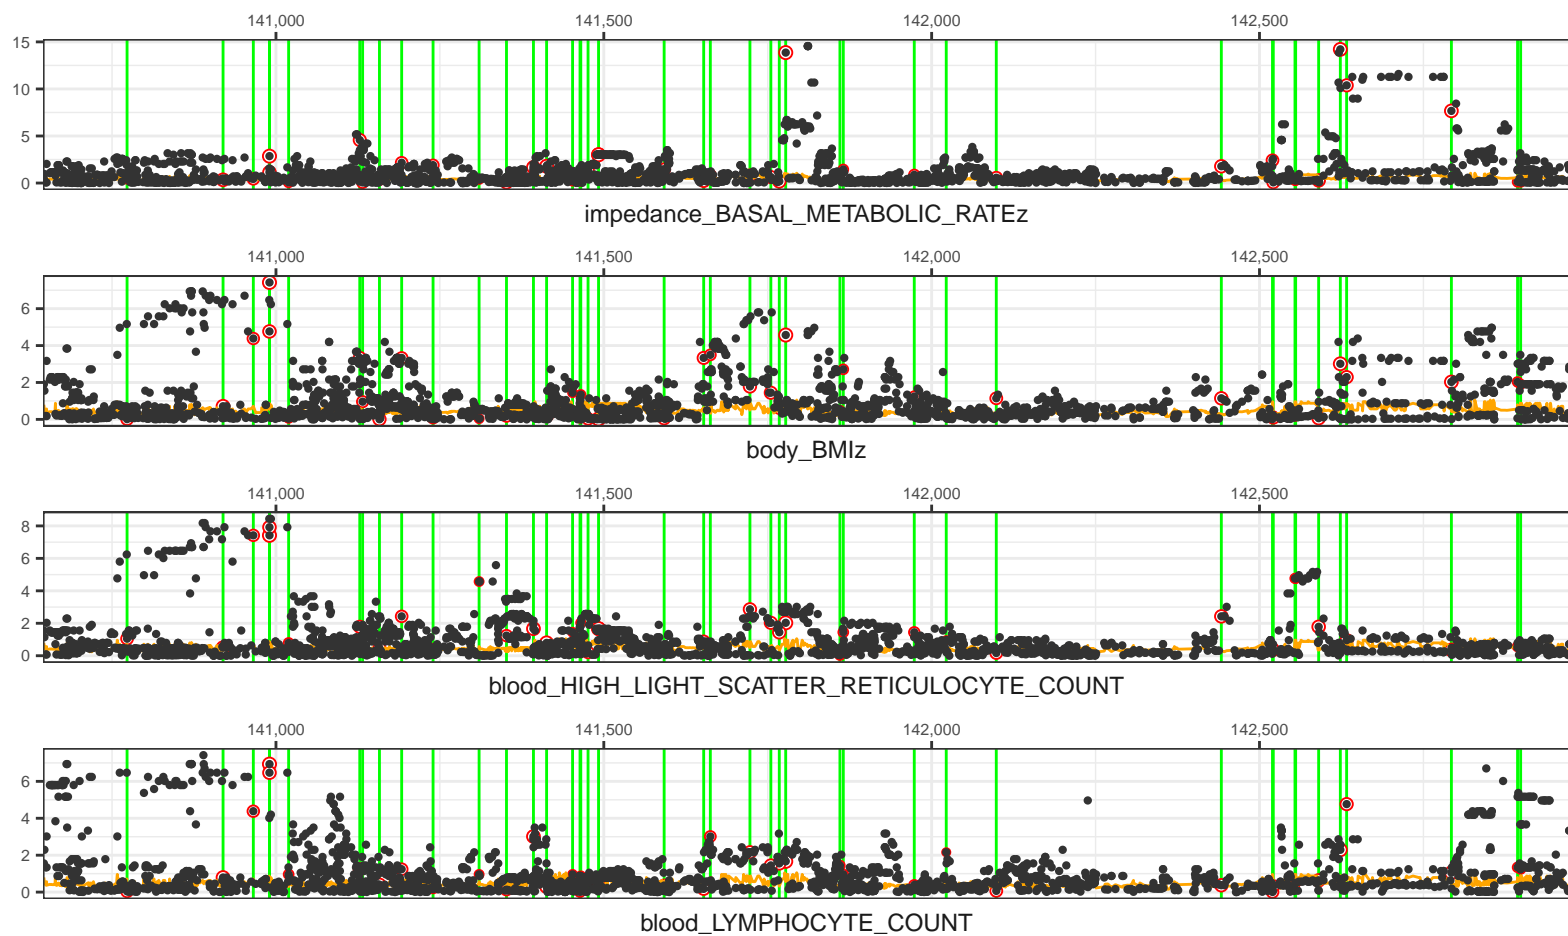 141,000 141,500 142,000 142,500
15
10
5
0
impedance_BASAL_METABOLIC_RATEz
141,000 141,500 142,000 142,500
6
4
2
0
body_BMIz
141,000 141,500 142,000 142,500
8
6
4
2
0
blood_HIGH_LIGHT_SCATTER_RETICULOCYTE_COUNT
141,000 141,500 142,000 142,500
6
4
2
0
blood_LYMPHOCYTE_COUNT